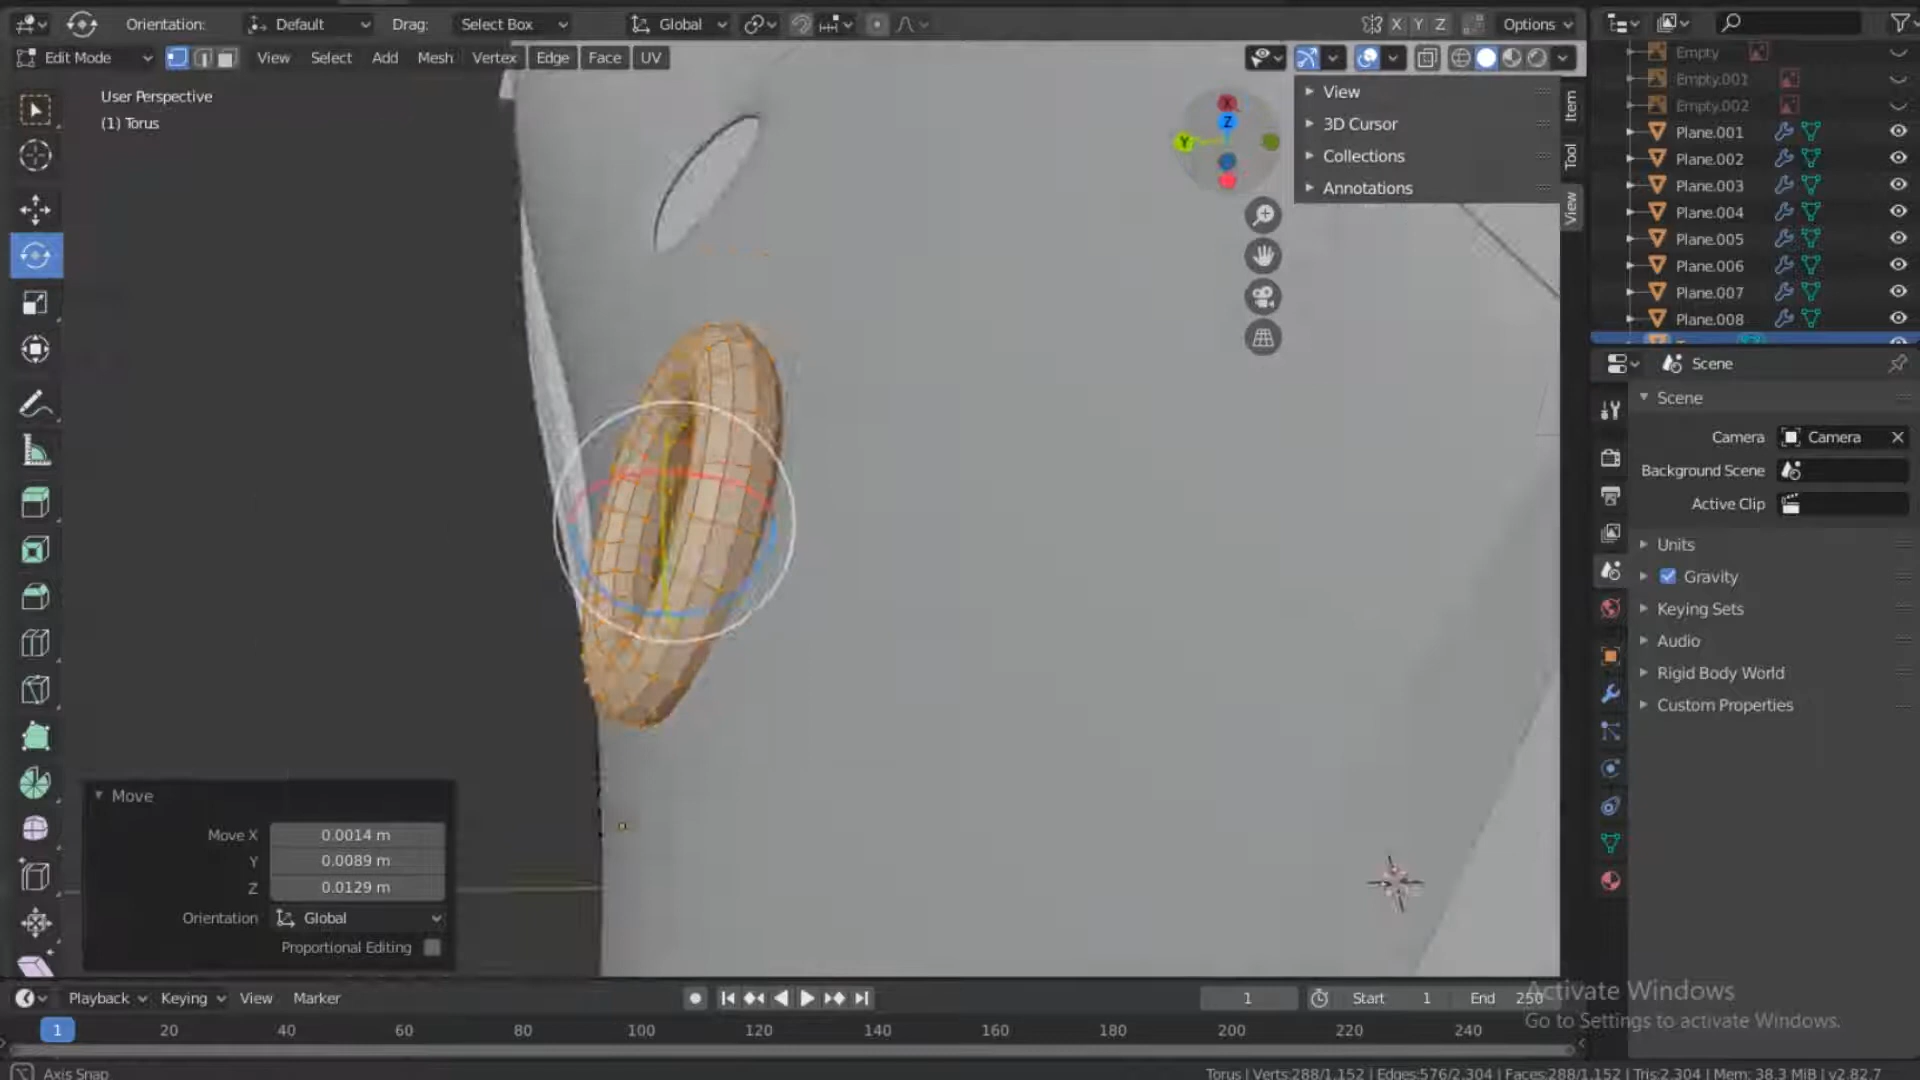 Orientation: Default Drag: Select Box Global X Y Z Options
Edit Mode View Select Add Mesh Vertex Edge Face UV
User Perspective
(1) Torus
X
Z
Y
View
3D Cursor
Collections
Annotations
Item
Tool
View
Empty
Empty.001
Empty.002
Plane.001
Plane.002
Plane.003
Plane.004
Plane.005
Plane.006
Plane.007
Plane.008
Scene
Scene
Camera Camera
Background Scene
Active Clip
Units
Gravity
Keying Sets
Audio
Rigid Body World
Custom Properties
Move
Move X 0.0014 m
Y 0.0089 m
Z 0.0129 m
Orientation Global
Proportional Editing
Playback Keying View Marker 1 Start 1 End 250
1 20 40 60 80 100 120 140 160 180 200 220 240
Activate Windows
Go to Settings to activate Windows.
Axis Snap
Torus | Verts:288/1,152 | Edges:576/2,304 | Faces:288/1,152 | Tris:2,304 | Mem: 38.3 MiB | v2.82.7